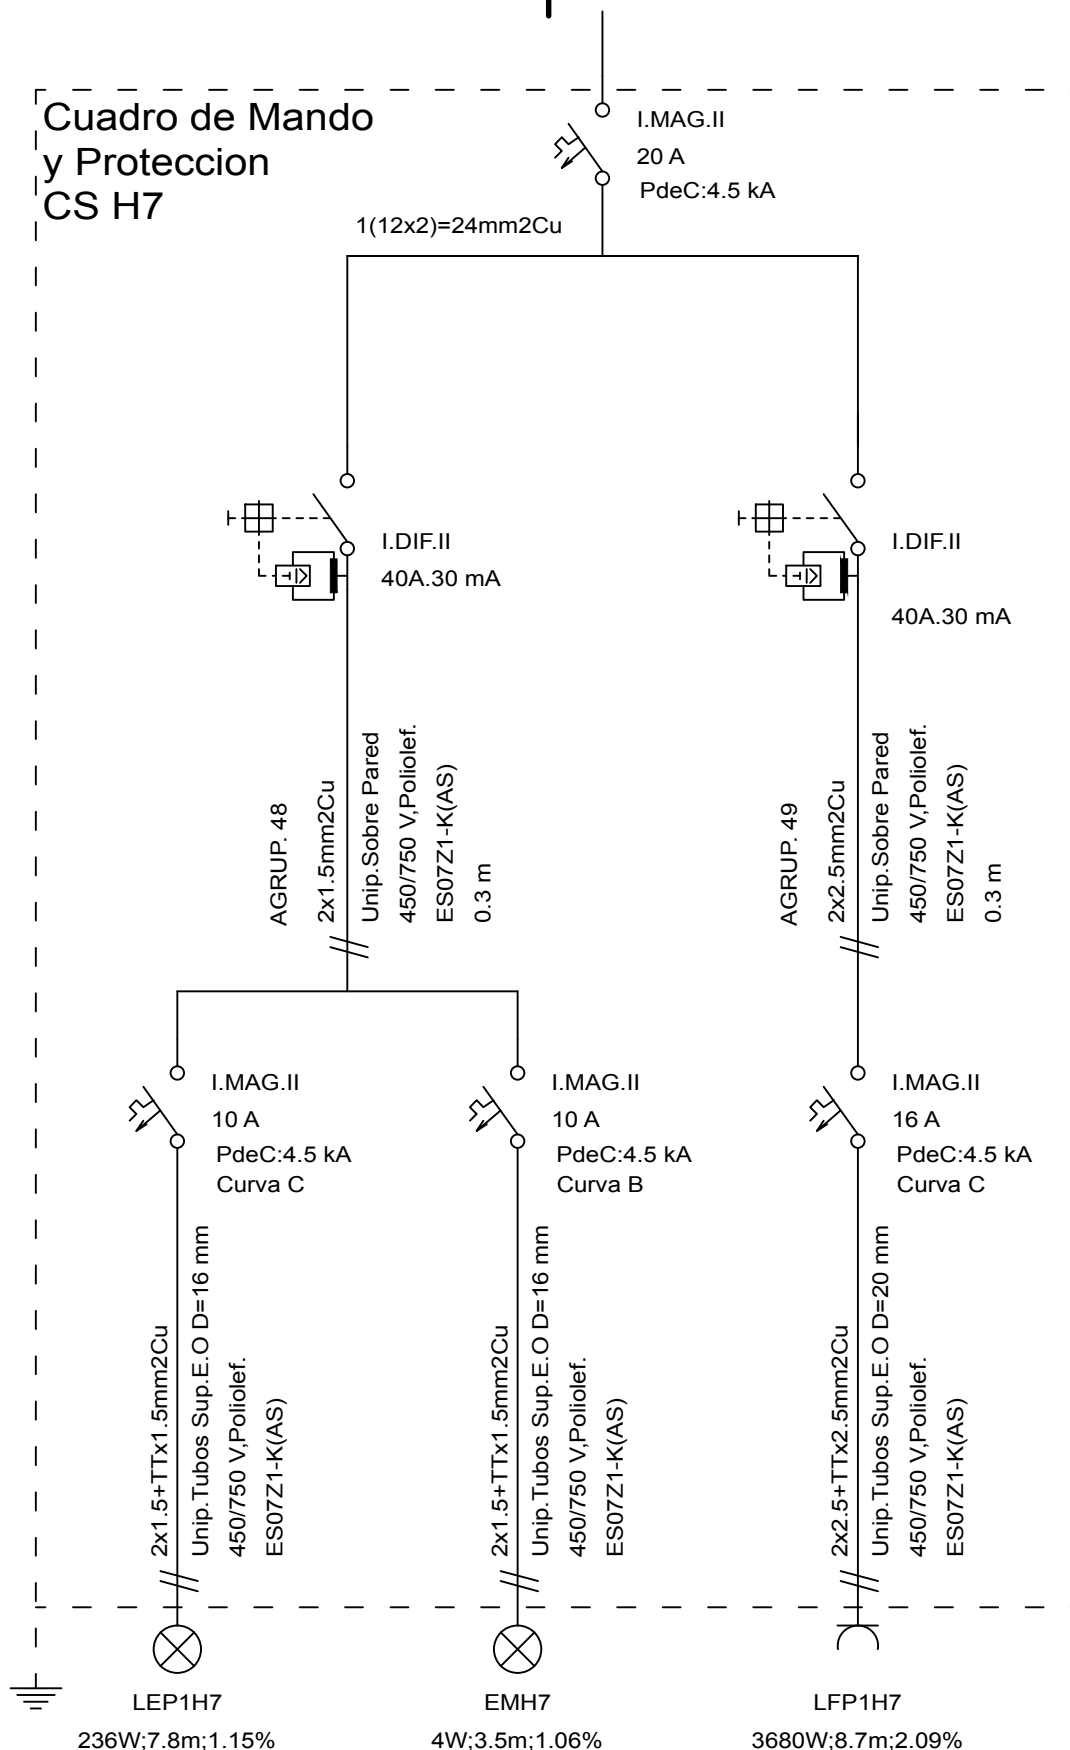 Cuadro de Mando
y Proteccion
CS H7
I.MAG.II
20 A
PdeC:4.5 kA
1(12x2)=24mm2Cu
I.DIF.II
40A.30 mA
I.DIF.II
40A.30 mA
AGRUP. 48
2x1.5mm2Cu
Unip.Sobre Pared
450/750 V,Poliolef.
ES07Z1-K(AS)
0.3 m
AGRUP. 49
2x2.5mm2Cu
Unip.Sobre Pared
450/750 V,Poliolef.
ES07Z1-K(AS)
0.3 m
I.MAG.II
10 A
PdeC:4.5 kA
Curva C
I.MAG.II
10 A
PdeC:4.5 kA
Curva B
I.MAG.II
16 A
PdeC:4.5 kA
Curva C
2x1.5+TTx1.5mm2Cu
Unip.Tubos Sup.E.O D=16 mm
450/750 V,Poliolef.
ES07Z1-K(AS)
2x1.5+TTx1.5mm2Cu
Unip.Tubos Sup.E.O D=16 mm
450/750 V,Poliolef.
ES07Z1-K(AS)
2x2.5+TTx2.5mm2Cu
Unip.Tubos Sup.E.O D=20 mm
450/750 V,Poliolef.
ES07Z1-K(AS)
LEP1H7
236W;7.8m;1.15%
EMH7
4W;3.5m;1.06%
LFP1H7
3680W;8.7m;2.09%